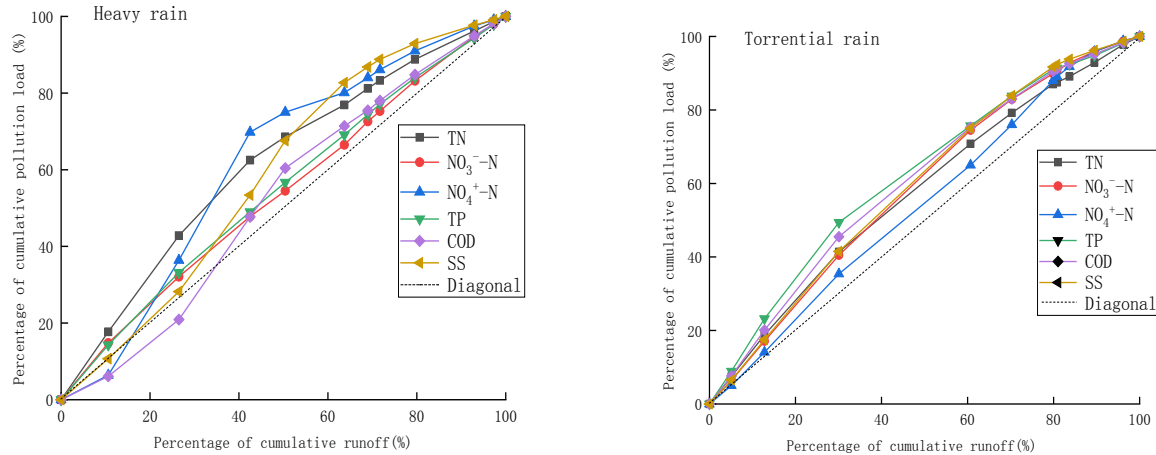 Heavy rain
Percentage of cumulative pollution load (%)
100
80
60
40
20
0
0 20 40 60 80 100
Percentage of cumulative runoff(%)
TN
NO₃⁻−N
NO₄⁺−N
TP
COD
SS
Diagonal
Torrential rain
Percentage of cumulative pollution load (%)
100
80
60
40
20
0
0 20 40 60 80 100
Percentage of cumulative runoff(%)
TN
NO₃⁻−N
NO₄⁺−N
TP
COD
SS
Diagonal